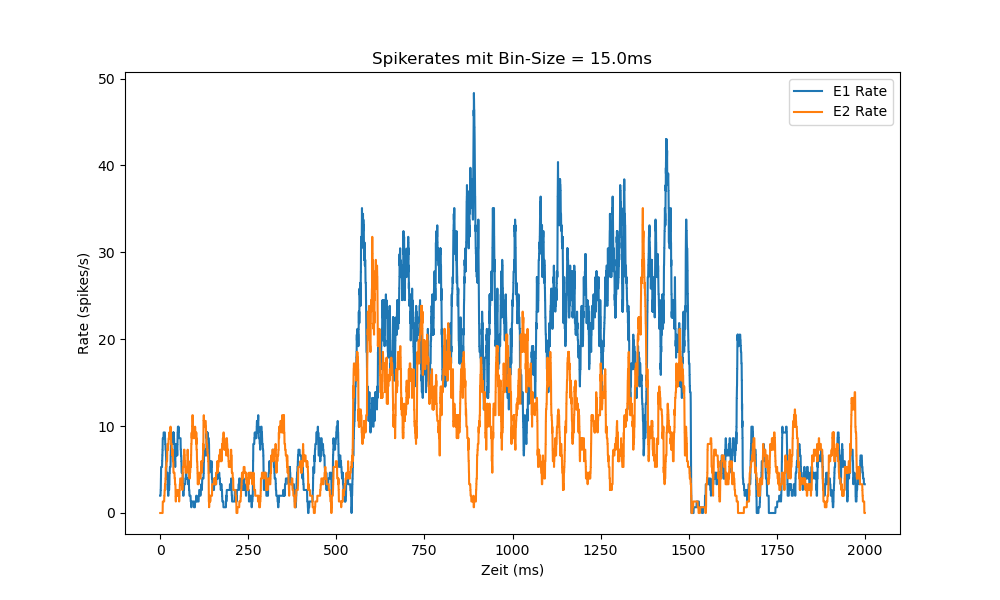 Spikerates mit Bin-Size = 15.0ms
E1 Rate
E2 Rate
50
40
30
20
10
0
Rate (spikes/s)
0 250 500 750 1000 1250 1500 1750 2000
Zeit (ms)